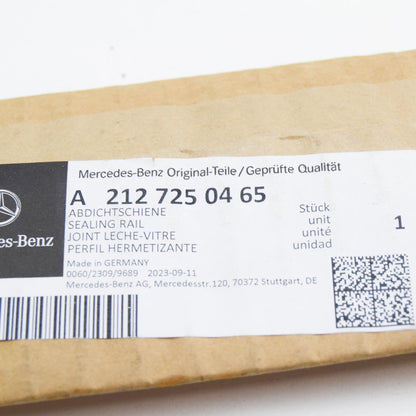 Mercedes-Benz Original-Teile/Geprüfte Qualität
A 212 725 04 65
ABDICHTSCHIENE
SEALING RAIL
JOINT LECHE-VITRE
PERFIL HERMETIZANTE
Stück
unit
unité
unidad
1
des-Benz
Made in GERMANY
0060/2309/9689 2023-09-11
Mercedes-Benz AG, Mercedesstr.120, 70372 Stuttgart, DE